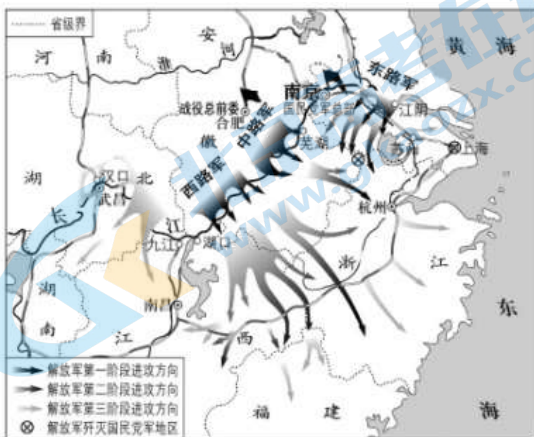 省级界
河 南
安
淮 河
黄 海
南京
国民党军总部
东路军
江阴
战役总前委
合肥
徽
中路军
芜湖
苏州
上海
西路军
汉口
武昌
湖 北
长 江
九江
湖口
杭州
浙 江
湖 南
南昌
江 西
东 海
福 建
解放军第一阶段进攻方向
解放军第二阶段进攻方向
解放军第三阶段进攻方向
解放军歼灭国民党军地区